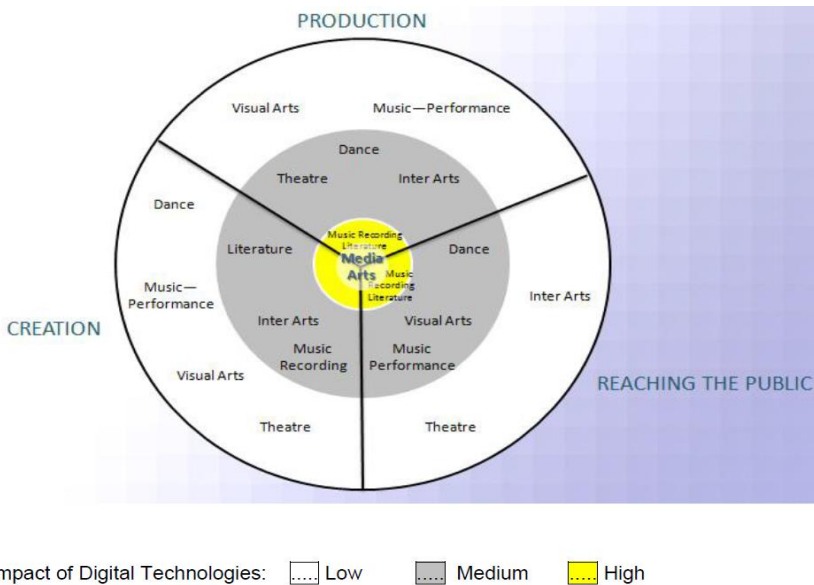 PRODUCTION
Visual Arts
Music—Performance
Dance
Theatre
Inter Arts
Dance
Music Recording
Literature
Literature
Dance
Media
Arts
Music
Recording
Literature
Music—
Performance
Inter Arts
CREATION
Inter Arts
Visual Arts
Music
Recording
Music
Performance
Visual Arts
REACHING THE PUBLIC
Theatre
Theatre
mpact of Digital Technologies:
..... Low
..... Medium
..... High